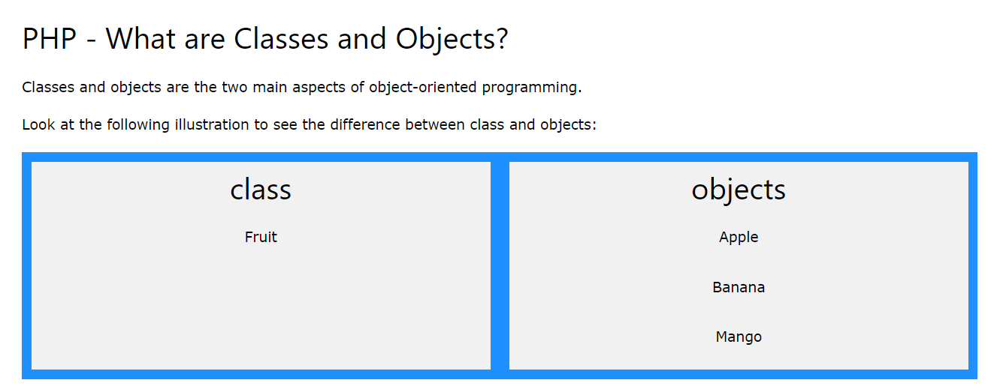 PHP - What are Classes and Objects?
Classes and objects are the two main aspects of object-oriented programming.
Look at the following illustration to see the difference between class and objects:
class
Fruit
objects
Apple
Banana
Mango